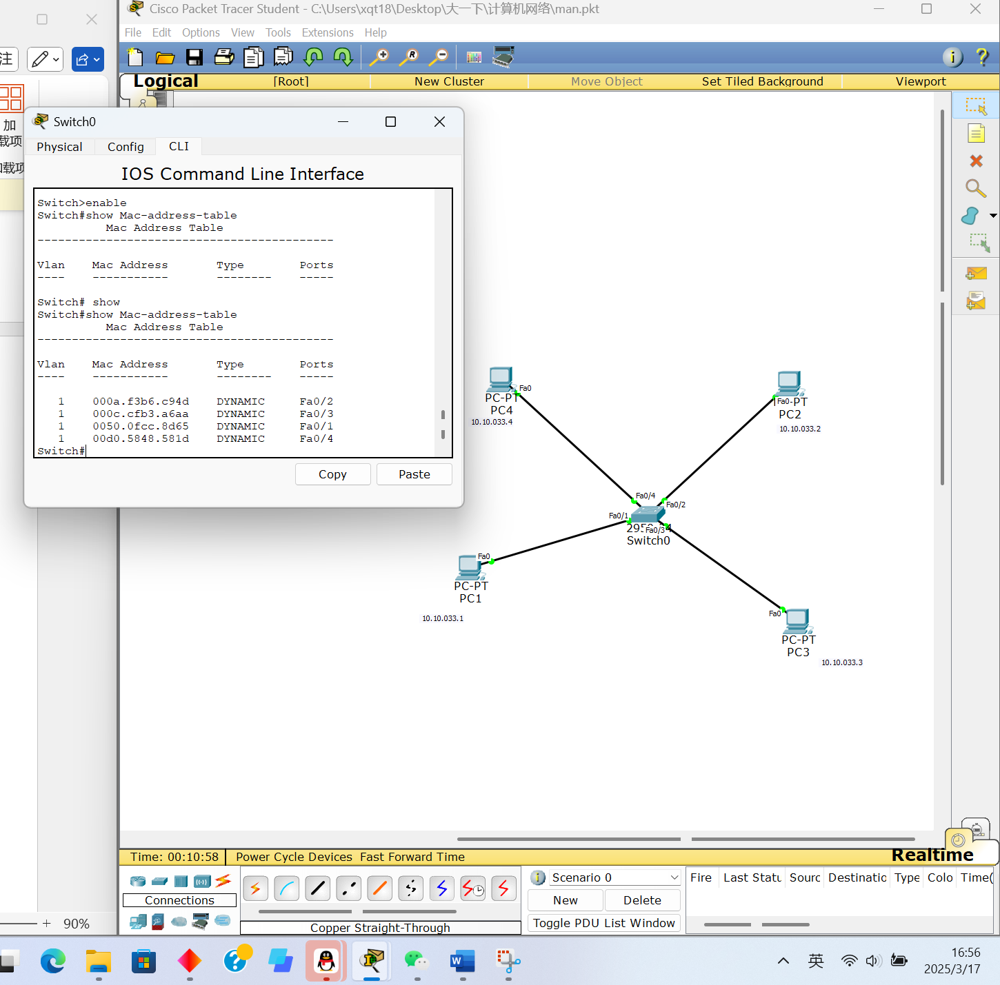 Cisco Packet Tracer Student - C:\Users\xqt18\Desktop\大一下\计算机网络\man.pkt
File Edit Options View Tools Extensions Help
注
加
载项
加载项
Logical [Root] New Cluster Move Object Set Tiled Background Viewport
Switch0
Physical Config CLI
IOS Command Line Interface
Switch>enable
Switch#show Mac-address-table
Mac Address Table
-------------------------------------------
Vlan Mac Address Type Ports
---- ----------- -------- -----
Switch# show
Switch#show Mac-address-table
Mac Address Table
-------------------------------------------
Vlan Mac Address Type Ports
---- ----------- -------- -----
1 000a.f3b6.c94d DYNAMIC Fa0/2
1 000c.cfb3.a6aa DYNAMIC Fa0/3
1 0050.0fcc.8d65 DYNAMIC Fa0/1
1 00d0.5848.581d DYNAMIC Fa0/4
Switch#
Copy Paste
Fa0
PC-PT
PC4
10.10.033.4
Fa0 -PT
PC2
10.10.033.2
Fa0/4
Fa0/2
Fa0/1
Fa0/3
Switch0
Fa0
PC-PT
PC1
10.10.033.1
Fa0
PC-PT
PC3
10.10.033.3
Time: 00:10:58 Power Cycle Devices Fast Forward Time
Realtime
Connections
Copper Straight-Through
Scenario 0
New Delete
Toggle PDU List Window
Fire Last Statu Sourc Destinatio Type Colo Time(
90%
英
16:56
2025/3/17